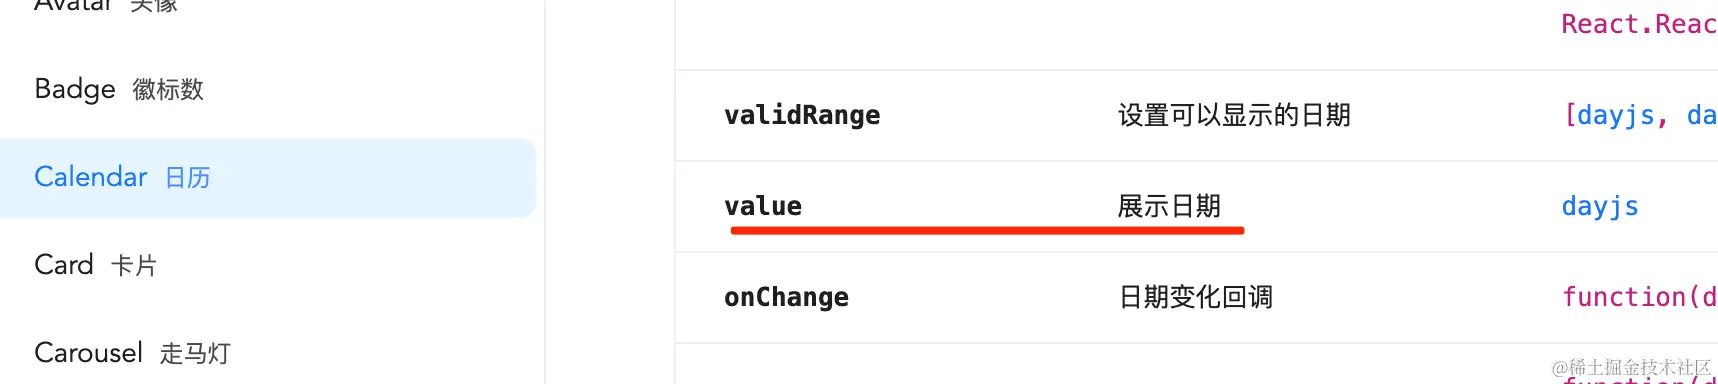 Avatar 头像
Badge 徽标数
Calendar 日历
Card 卡片
Carousel 走马灯
React.Reac
validRange 设置可以显示的日期 [dayjs, da
value 展示日期 dayjs
onChange 日期变化回调 function(d
function(d
@稀土掘金技术社区